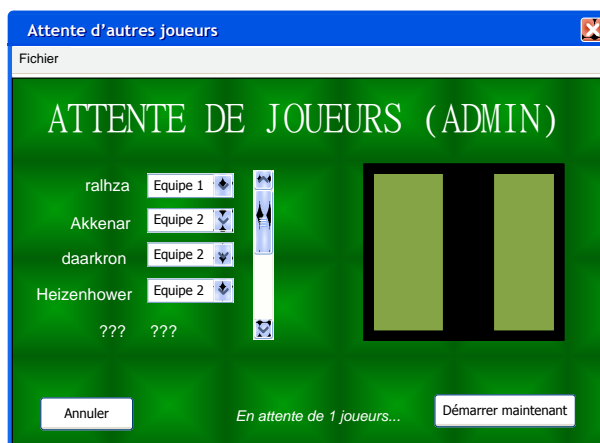 Attente d'autres joueurs
Fichier
ATTENTE DE JOUEURS (ADMIN)
ralhza Equipe 1
Akkenar Equipe 2
daarkron Equipe 2
Heizenhower Equipe 2
??? ???
Annuler En attente de 1 joueurs... Démarrer maintenant